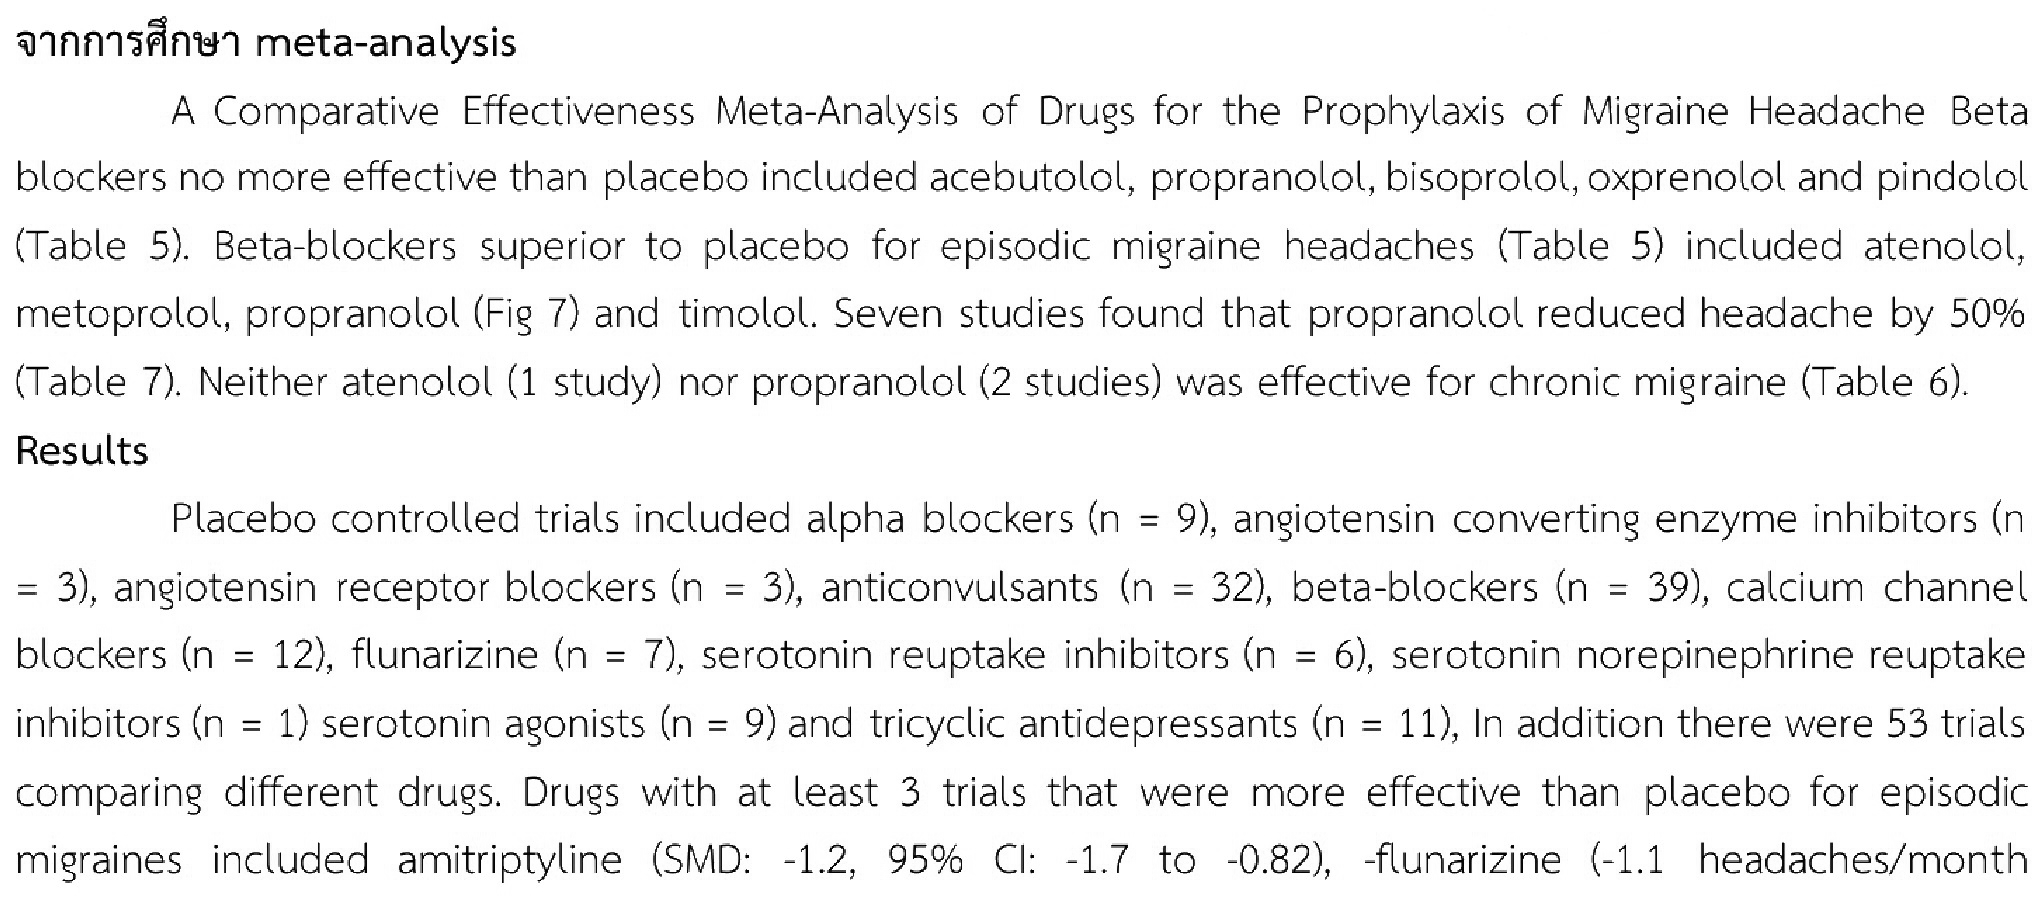 จากการศึกษา meta-analysis
A Comparative Effectiveness Meta-Analysis of Drugs for the Prophylaxis of Migraine Headache Beta
blockers no more effective than placebo included acebutolol, propranolol, bisoprolol, oxprenolol and pindolol
(Table 5). Beta-blockers superior to placebo for episodic migraine headaches (Table 5) included atenolol,
metoprolol, propranolol (Fig 7) and timolol. Seven studies found that propranolol reduced headache by 50%
(Table 7). Neither atenolol (1 study) nor propranolol (2 studies) was effective for chronic migraine (Table 6).
Results
Placebo controlled trials included alpha blockers (n = 9), angiotensin converting enzyme inhibitors (n
= 3), angiotensin receptor blockers (n = 3), anticonvulsants (n = 32), beta-blockers (n = 39), calcium channel
blockers (n = 12), flunarizine (n = 7), serotonin reuptake inhibitors (n = 6), serotonin norepinephrine reuptake
inhibitors (n = 1) serotonin agonists (n = 9) and tricyclic antidepressants (n = 11), In addition there were 53 trials
comparing different drugs. Drugs with at least 3 trials that were more effective than placebo for episodic
migraines included amitriptyline (SMD: -1.2, 95% CI: -1.7 to -0.82), -flunarizine (-1.1 headaches/month